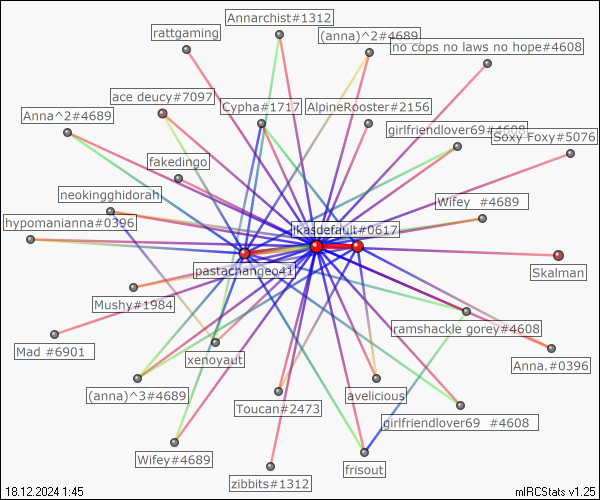 Annarchist#1312
rattgaming
(anna)^2#4689
no cops no laws no hope#4608
ace deucy#7097
Cypha#1717
AlpineRooster#2156
Anna^2#4689
girlfriendlover69#4608
Soxy Foxy#5076
fakedingo
neokingghidorah
Wifey #4689
hypomanianna#0396
ikasdefault#0617
pastachangeo41
Skalman
Mushy#1984
ramshackle gorey#4608
Mad #6901
xenoyaut
Anna.#0396
(anna)^3#4689
avelicious
Toucan#2473
girlfriendlover69 #4608
Wifey#4689
frisout
zibbits#1312
18.12.2024 1:45
mIRCStats v1.25